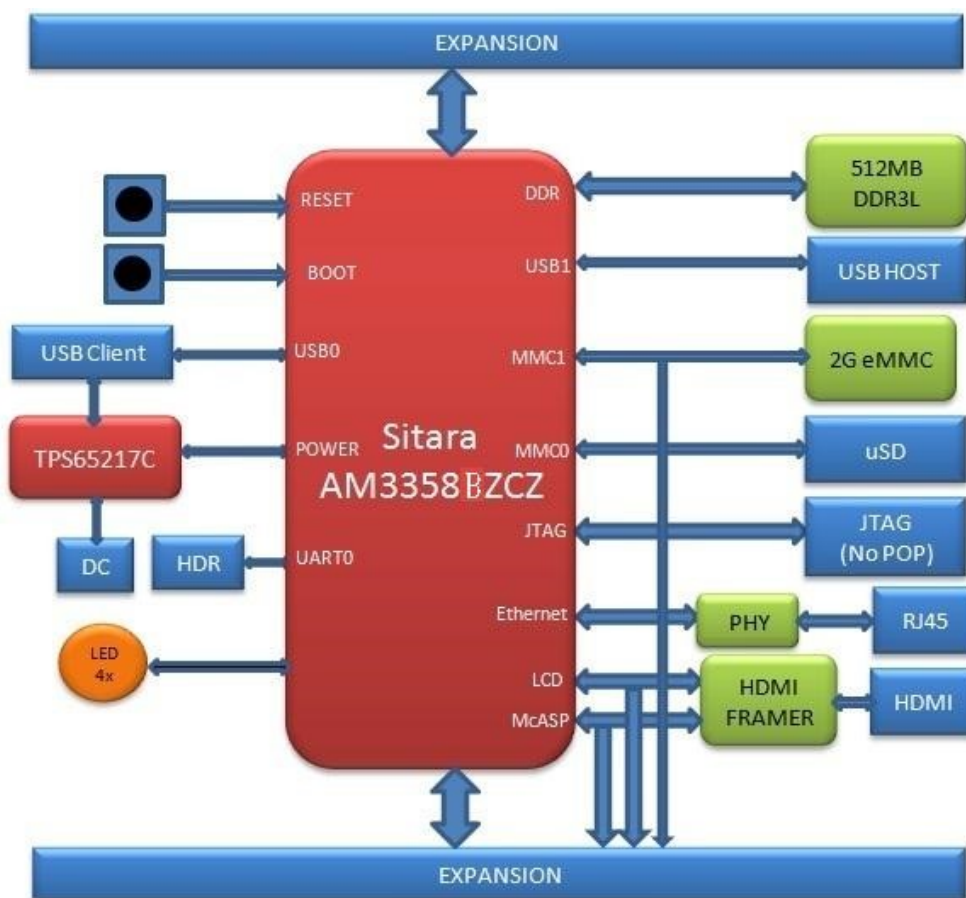 EXPANSION
RESET
BOOT
USB Client
USB0
TPS65217C
POWER
DC
HDR
UART0
LED
4x
Sitara
AM3358BZCZ
DDR
512MB
DDR3L
USB1
USB HOST
MMC1
2G eMMC
MMC0
uSD
JTAG
JTAG
(No POP)
Ethernet
PHY
RJ45
LCD
McASP
HDMI
FRAMER
HDMI
EXPANSION